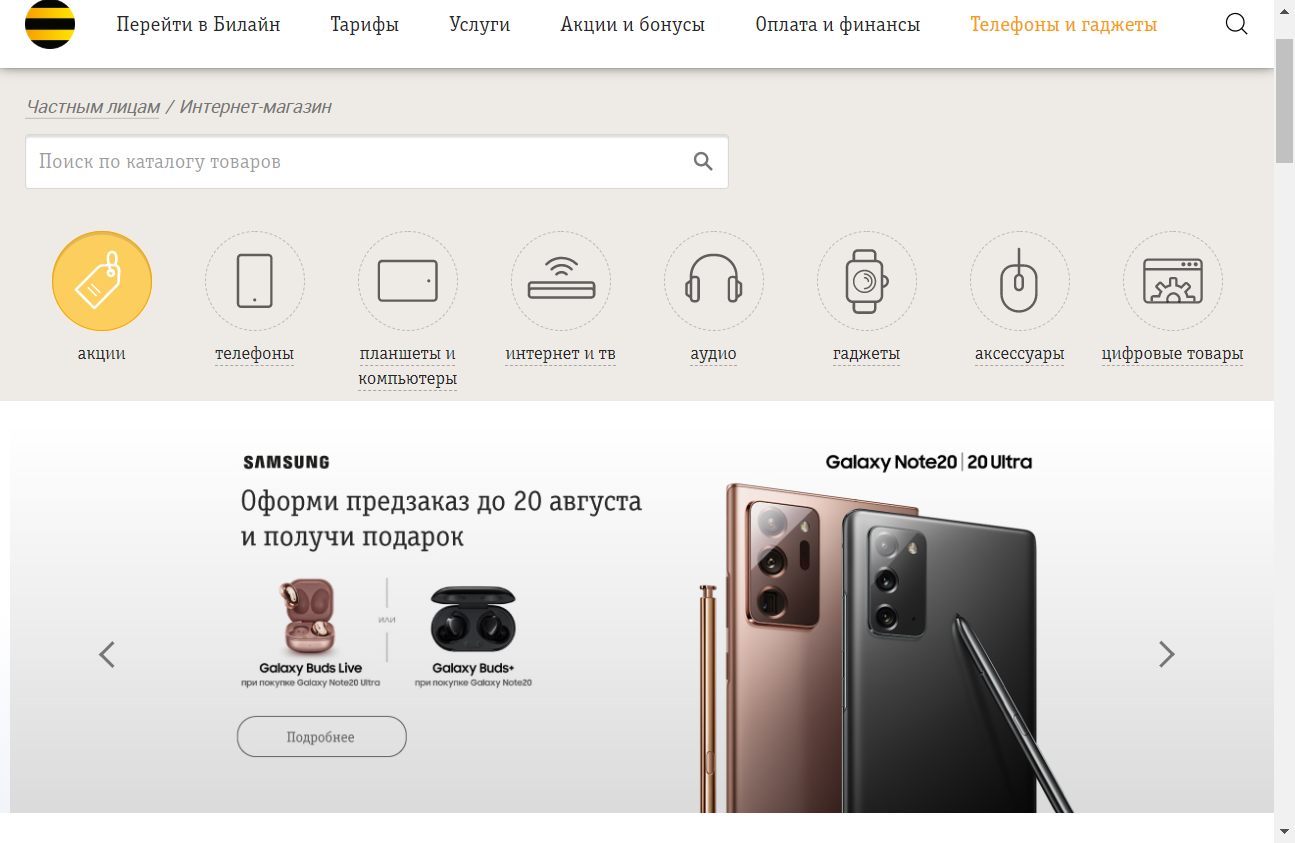 Перейти в Билайн Тарифы Услуги Акции и бонусы Оплата и финансы Телефоны и гаджеты
Частным лицам / Интернет-магазин
Поиск по каталогу товаров
акции
телефоны
планшеты и
компьютеры
интернет и тв
аудио
гаджеты
аксессуары
цифровые товары
SAMSUNG
Оформи предзаказ до 20 августа
и получи подарок
Galaxy Buds Live
при покупке Galaxy Note20 Ultra
или
Galaxy Buds+
при покупке Galaxy Note20
Подробнее
Galaxy Note20 | 20 Ultra